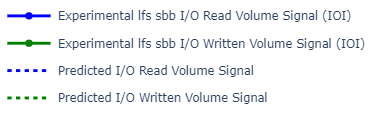 Experimental lfs sbb I/O Read Volume Signal (IOI)
Experimental lfs sbb I/O Written Volume Signal (IOI)
Predicted I/O Read Volume Signal
Predicted I/O Written Volume Signal